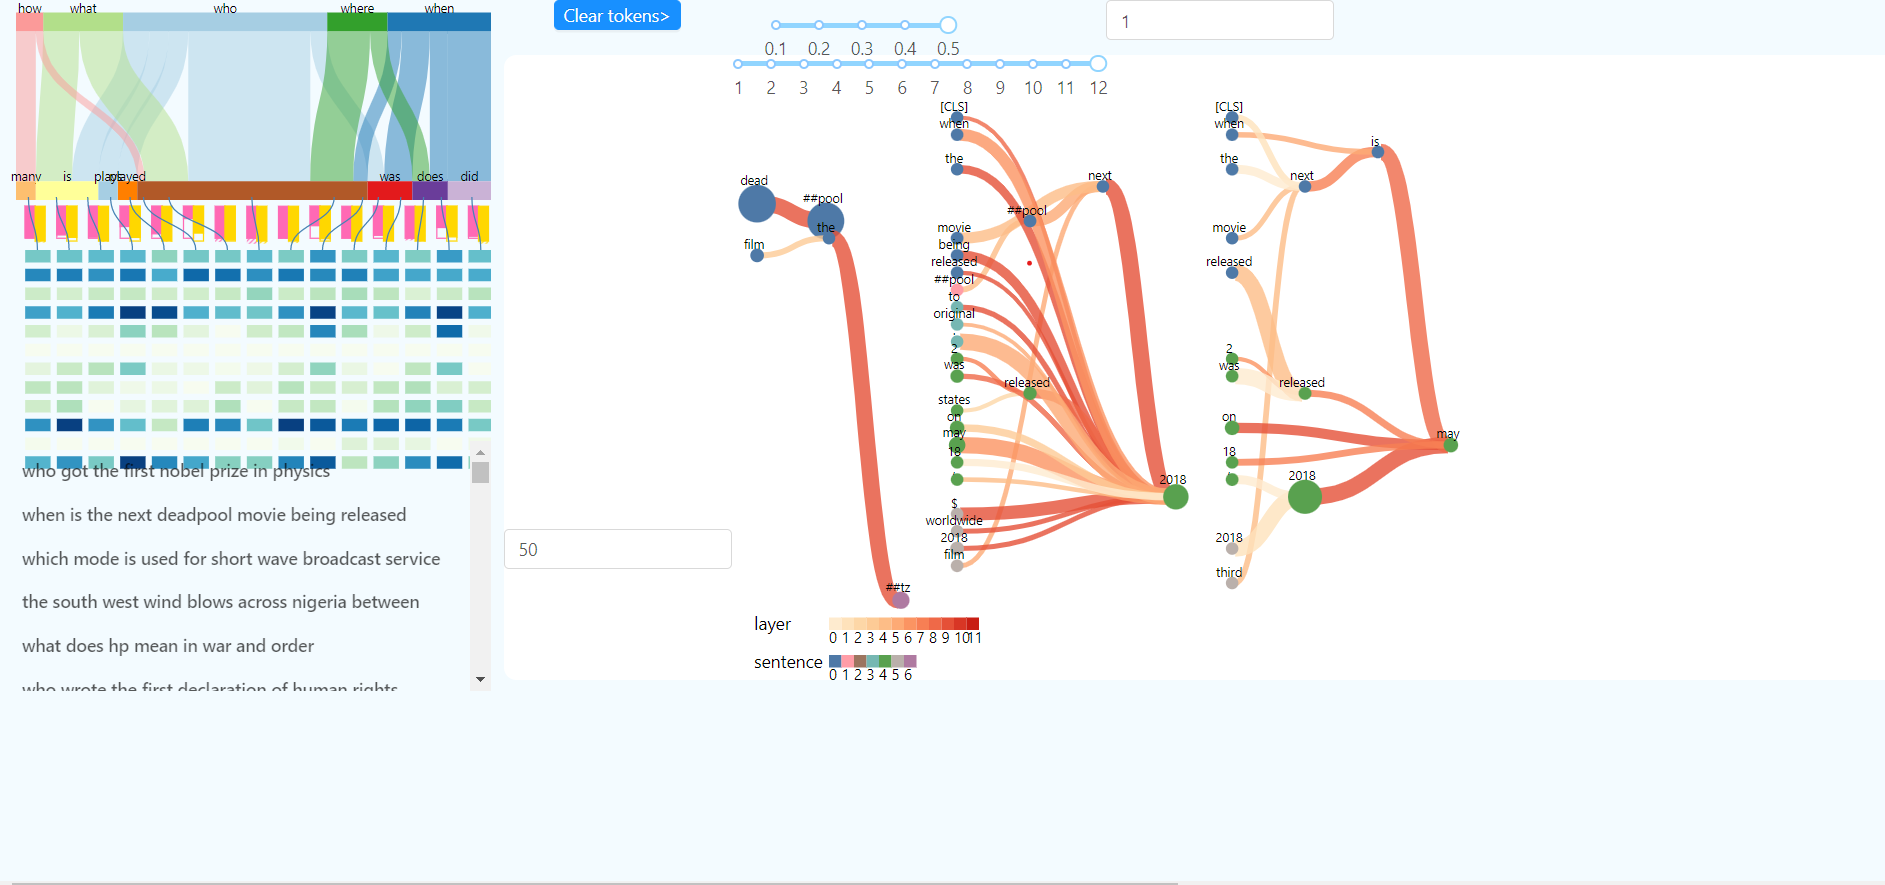 how what who where when
Clear tokens>
0.1 0.2 0.3 0.4 0.5
1
1 2 3 4 5 6 7 8 9 10 11 12
many is plays played was does did
dead
##pool
the
film
##tz
[CLS]
when
the
movie
being
released
##pool
to
original
.
2
was
states
on
may
18
,
$
worldwide
2018
film
##pool
next
released
2018
[CLS]
when
the
movie
released
2
was
on
18
,
2018
third
next
released
2018
is
may
who got the first nobel prize in physics
when is the next deadpool movie being released
which mode is used for short wave broadcast service
the south west wind blows across nigeria between
what does hp mean in war and order
who wrote the first declaration of human rights
50
layer
0 1 2 3 4 5 6 7 8 9 10 11
sentence
0 1 2 3 4 5 6